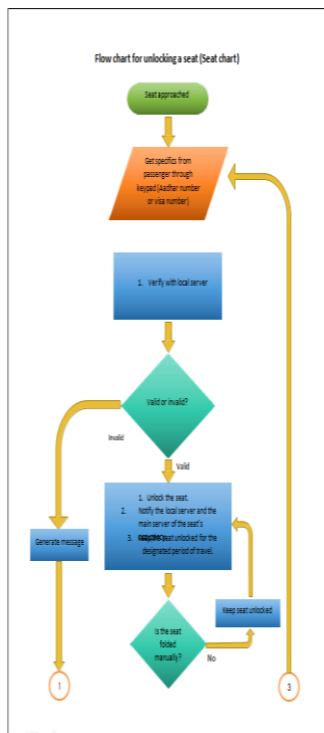 Flow chart for unlocking a seat (Seat chart)
Seat approached
Get specifics from
passenger through
keypad (Aadhar number
or visa number)
1. Verify with local server
Valid or invalid?
Invalid
Valid
1. Unlock the seat.
2. Notify the local server and the
main server of the seat's
3. seat unlocked for the
designated period of travel.
Generate message
Keep seat unlocked
Is the seat
folded
manually?
No
1
3